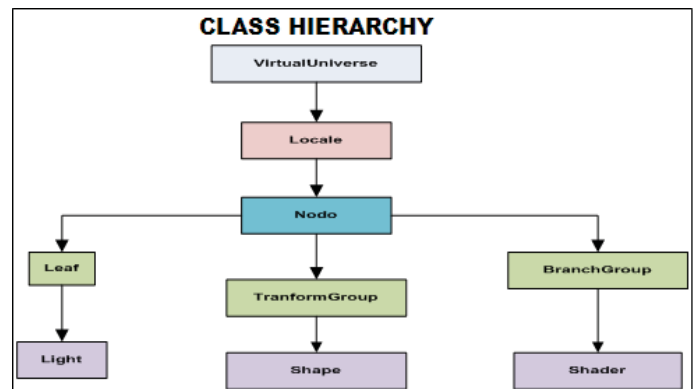 CLASS HIERARCHY
VirtualUniverse
Locale
Nodo
Leaf
TranformGroup
BranchGroup
Light
Shape
Shader